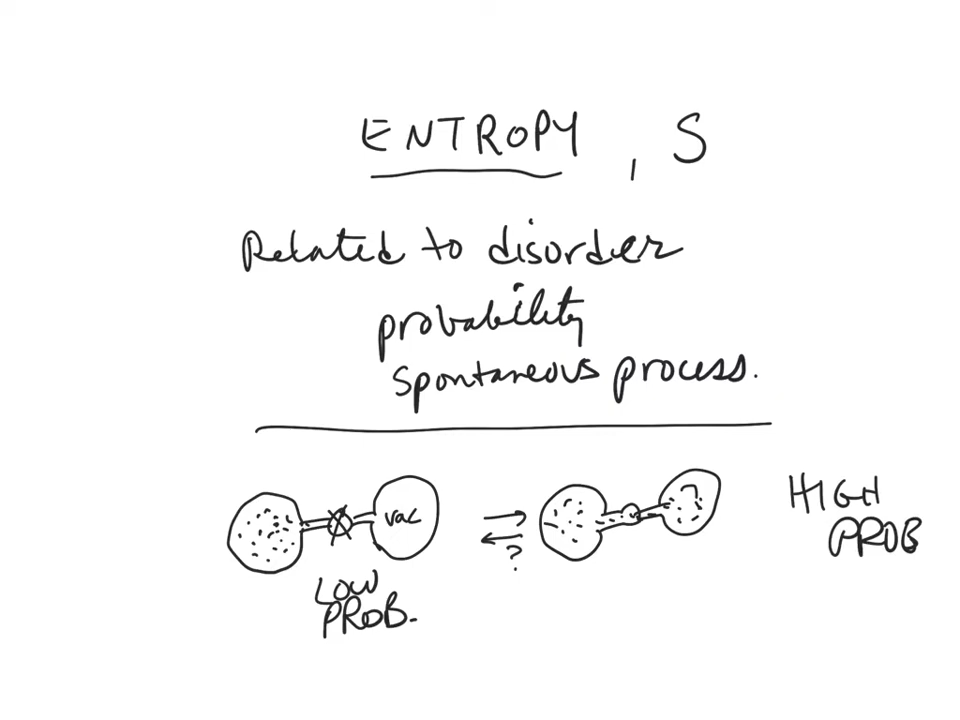 ENTROPY, S
Related to disorder
probability
spontaneous process.
vac
?
HIGH
PROB
LOW
PROB.